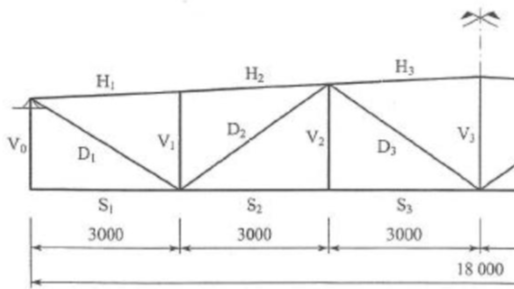 H1 H2 H3
V0 D1 V1 D2 V2 D3 V3
S1 S2 S3
3000 3000 3000
18 000